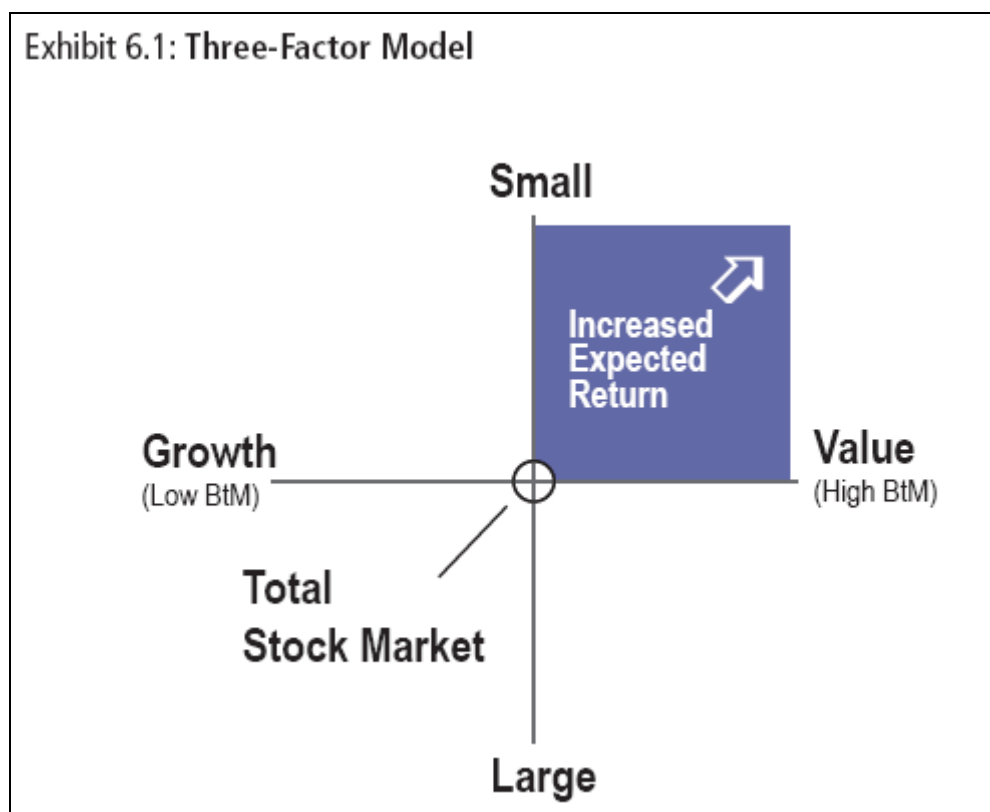 Exhibit 6.1: Three-Factor Model
Small
Increased
Expected
Return
Growth
(Low BtM)
Value
(High BtM)
Total
Stock Market
Large